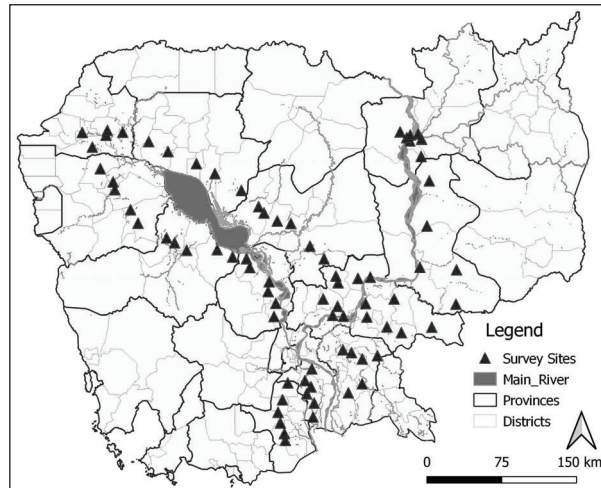 Legend
Survey Sites
Main_River
Provinces
Districts
0 75 150 km